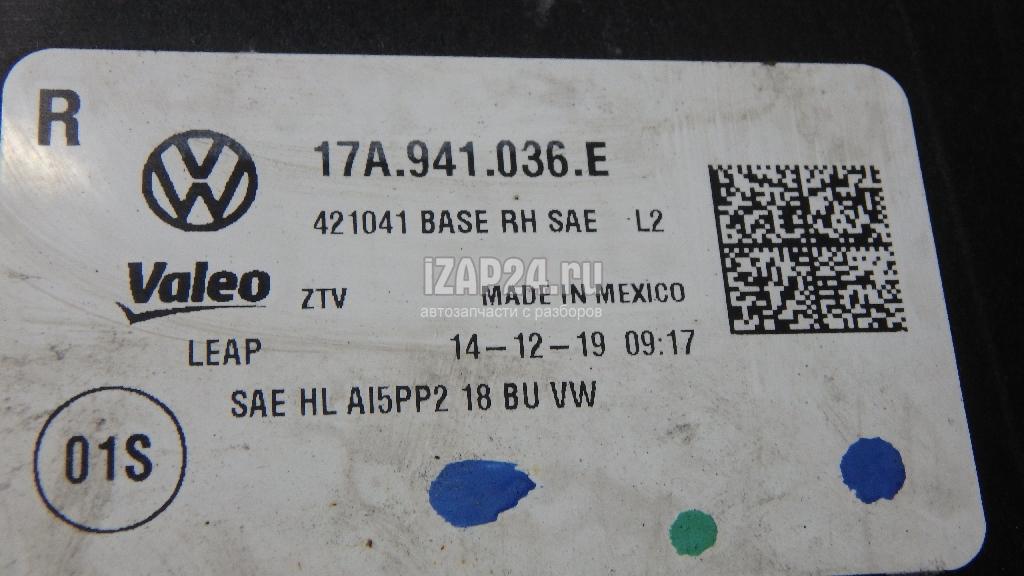 R
17A.941.036.E
421041 BASE RH SAE L2
iZAP24.ru
Valeo ZTV MADE IN MEXICO
автозапчасти с разборов
LEAP 14-12-19 09:17
SAE HL AI5PP2 18 BU VW
01S